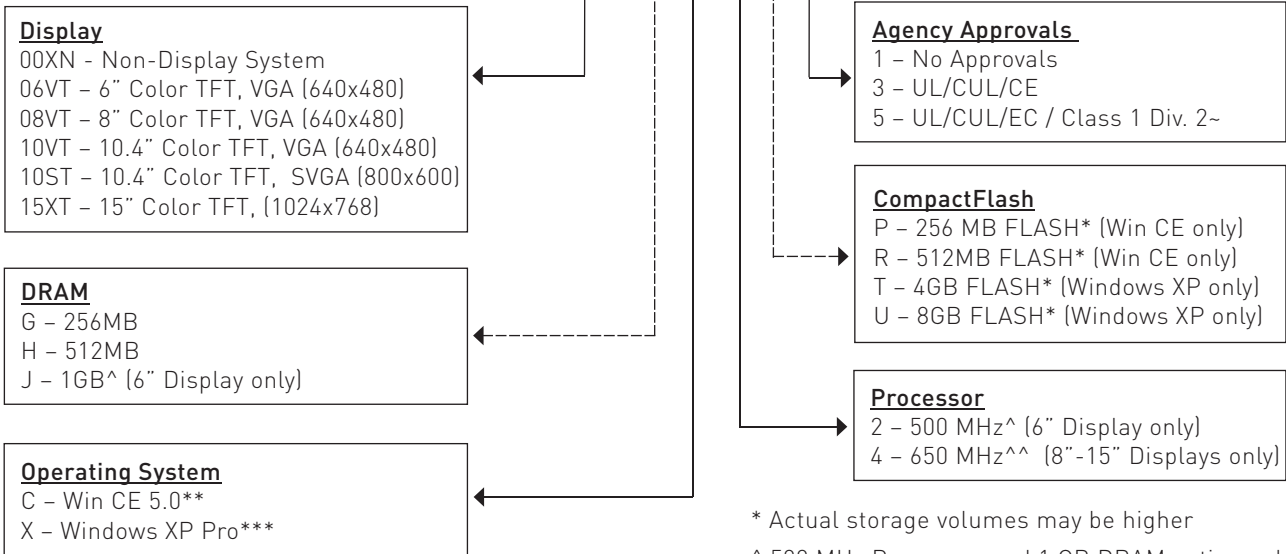 Display
00XN - Non-Display System
06VT – 6" Color TFT, VGA (640x480)
08VT – 8" Color TFT, VGA (640x480)
10VT – 10.4" Color TFT, VGA (640x480)
10ST – 10.4" Color TFT, SVGA (800x600)
15XT – 15" Color TFT, (1024x768)
DRAM
G – 256MB
H – 512MB
J – 1GB^ (6" Display only)
Operating System
C – Win CE 5.0**
X – Windows XP Pro***
Agency Approvals
1 – No Approvals
3 – UL/CUL/CE
5 – UL/CUL/EC / Class 1 Div. 2~
CompactFlash
P – 256 MB FLASH* (Win CE only)
R – 512MB FLASH* (Win CE only)
T – 4GB FLASH* (Windows XP only)
U – 8GB FLASH* (Windows XP only)
Processor
2 – 500 MHz^ (6" Display only)
4 – 650 MHz^^ (8"-15" Displays only)
* Actual storage volumes may be higher